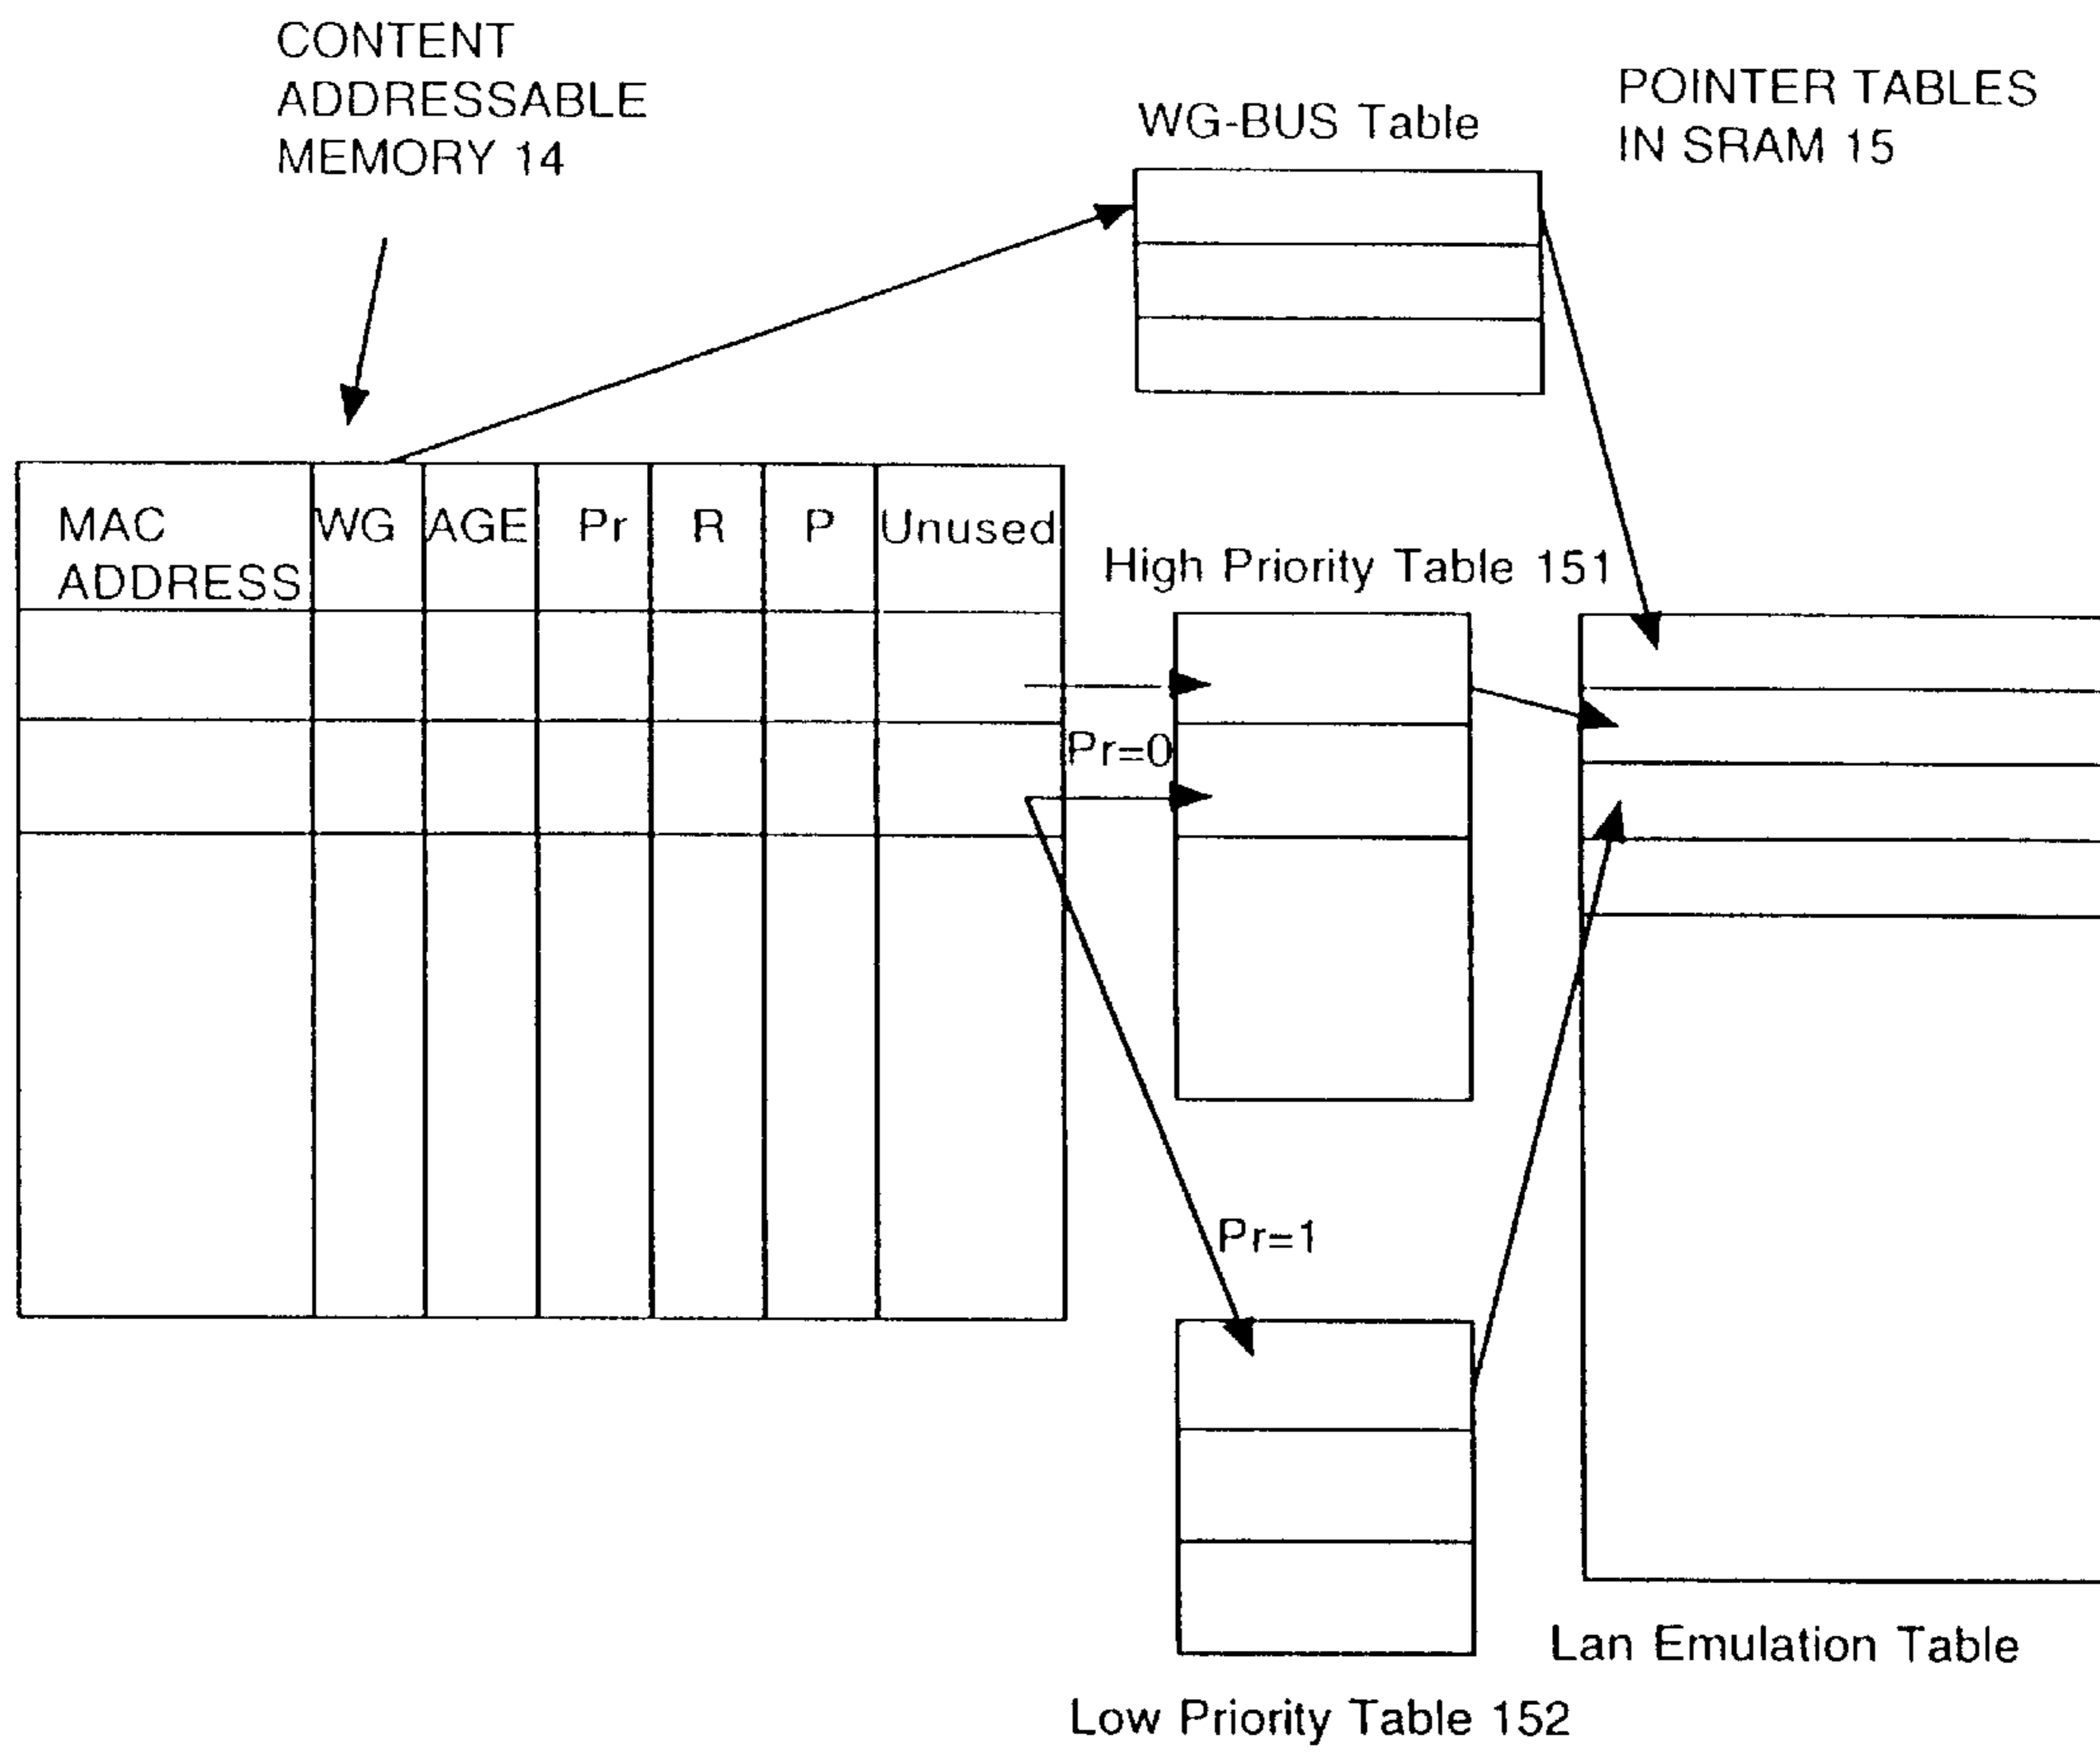 CONTENT
ADDRESSABLE
MEMORY 14
WG-BUS Table
POINTER TABLES
IN SRAM 15
MAC
ADDRESS
WG
AGE
Pr
R
P
Unused
High Priority Table 151
Pr=0
Pr=1
Lan Emulation Table
Low Priority Table 152